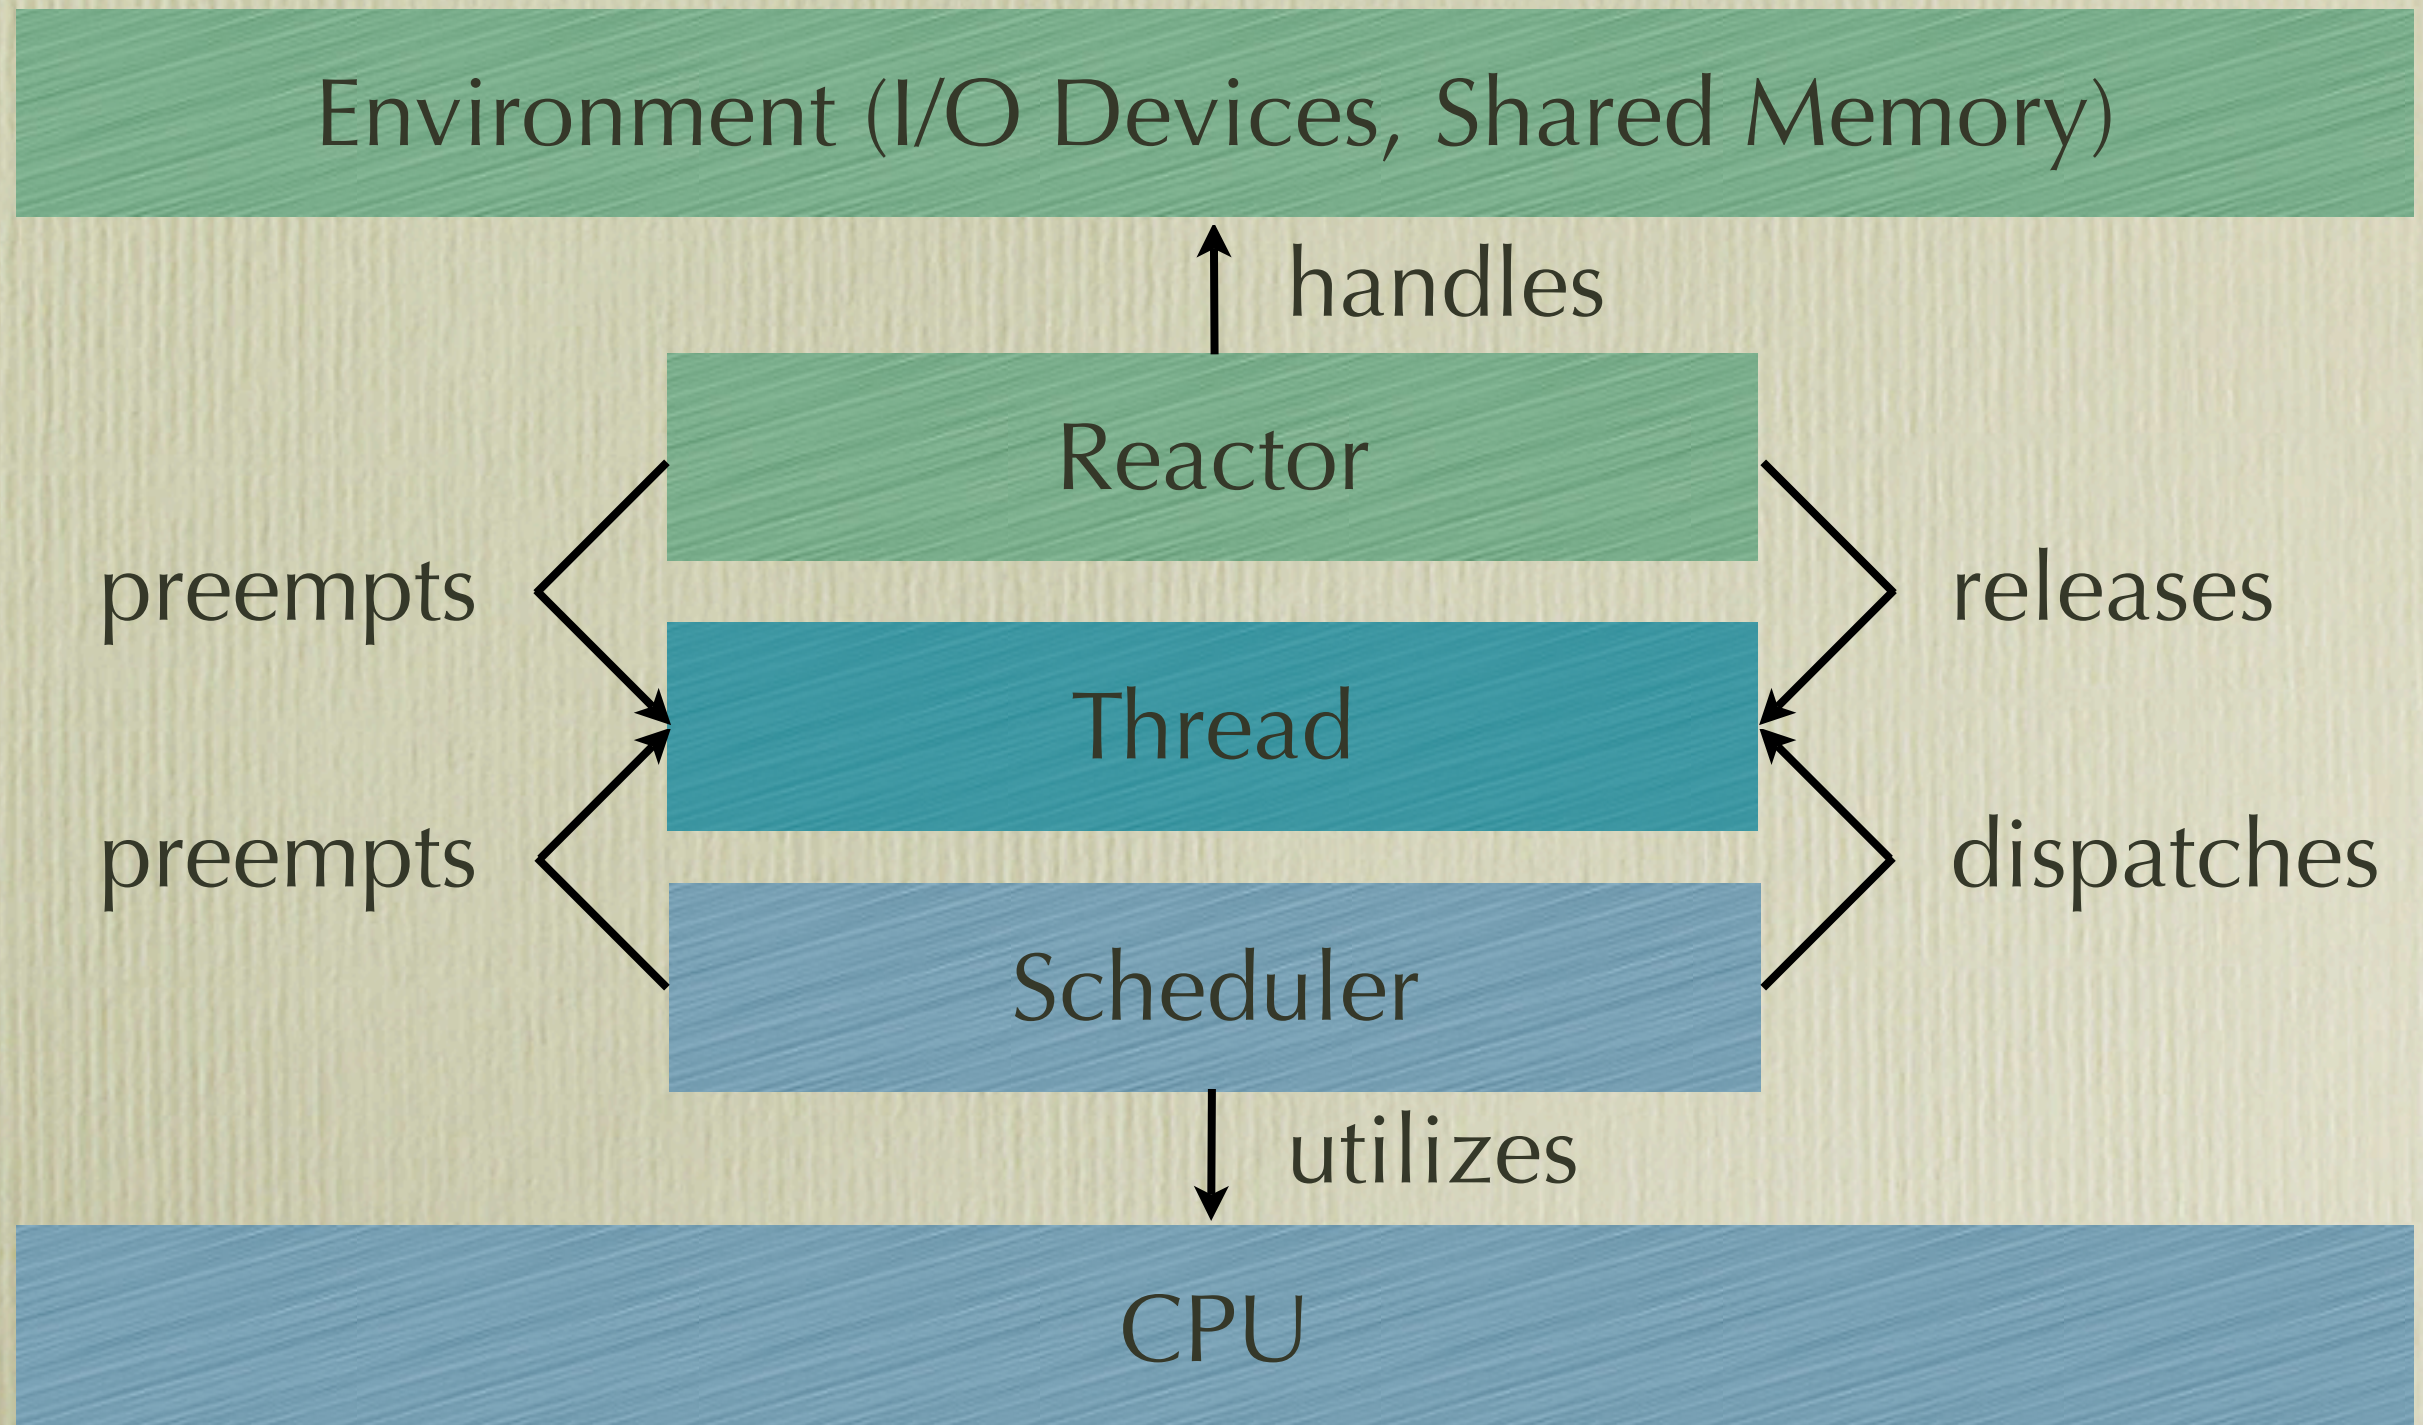 Environment (I/O Devices, Shared Memory)
handles
Reactor
preempts
releases
Thread
preempts
dispatches
Scheduler
utilizes
CPU